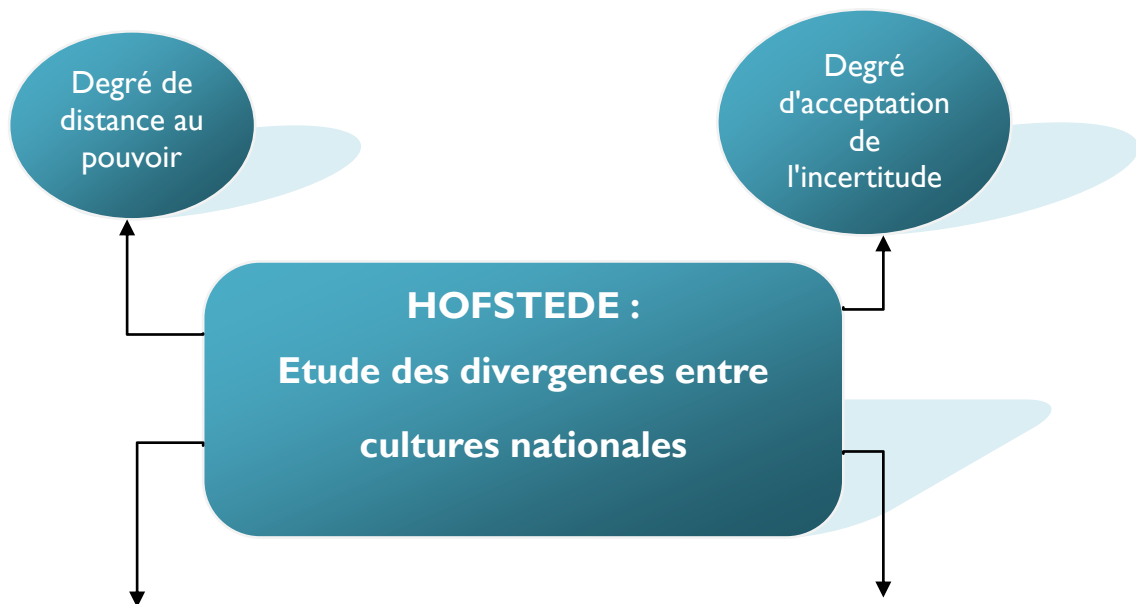 Degré de
distance au
pouvoir
Degré
d'acceptation
de
l'incertitude
HOFSTEDE :
Etude des divergences entre
cultures nationales